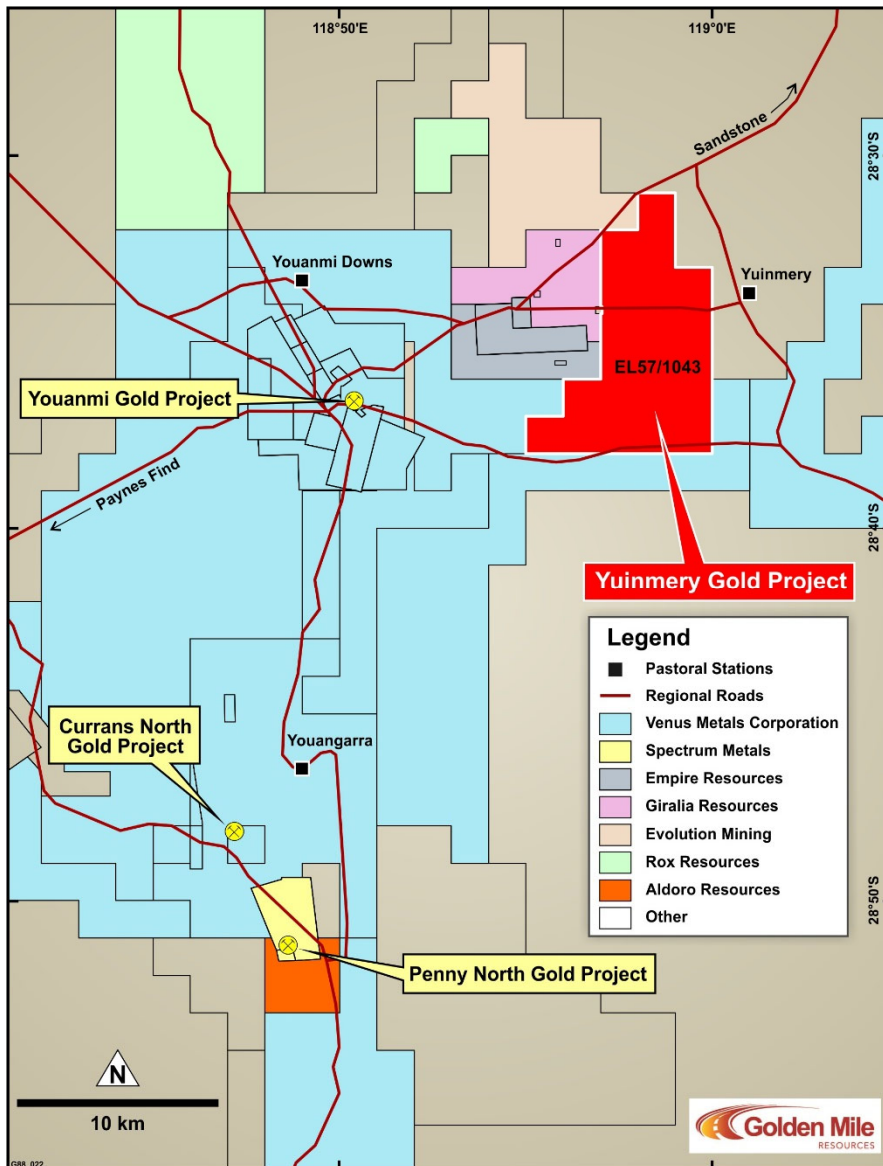 118°50'E
119°0'E
Sandstone
28°30'S
Youanmi Downs
Yuinmery
EL57/1043
Youanmi Gold Project
Paynes Find
28°40'S
Yuinmery Gold Project
Legend
Pastoral Stations
Regional Roads
Venus Metals Corporation
Spectrum Metals
Empire Resources
Giralia Resources
Evolution Mining
Rox Resources
Aldoro Resources
Other
Currans North
Gold Project
Youangarra
28°50'S
Penny North Gold Project
N
10 km
Golden Mile
RESOURCES
G88_022